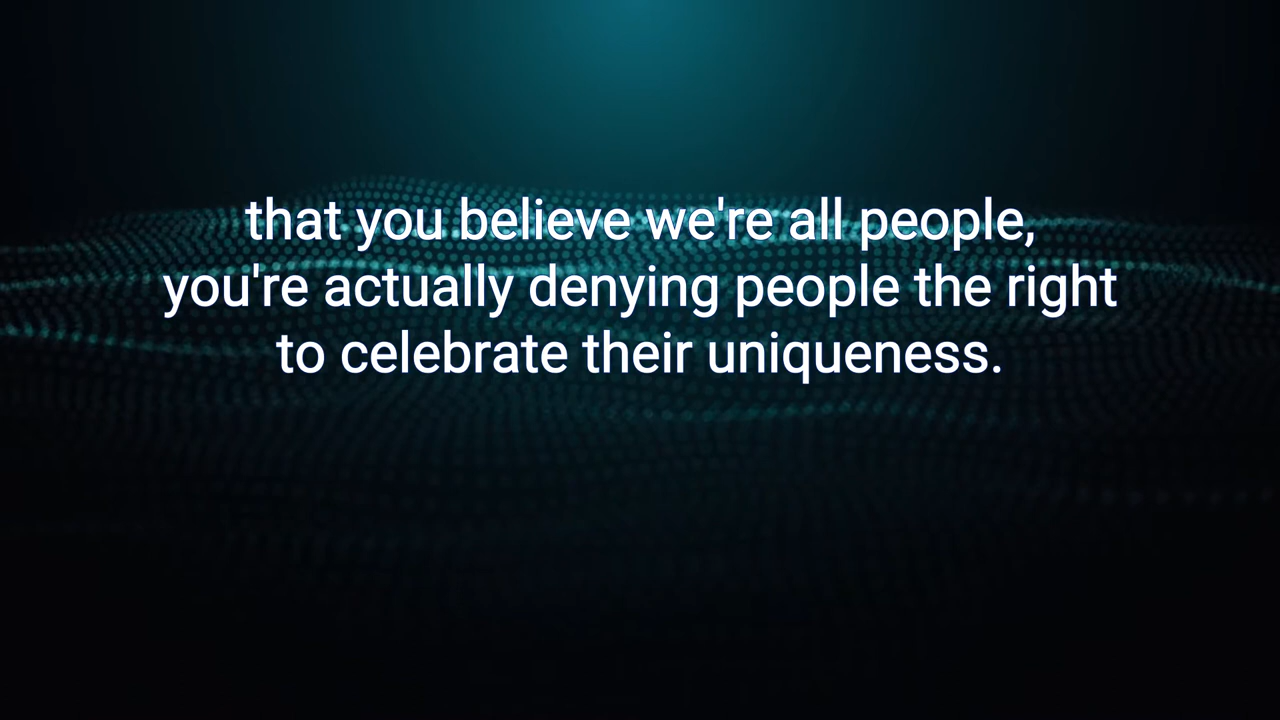 that you believe we're all people,
you're actually denying people the right
to celebrate their uniqueness.